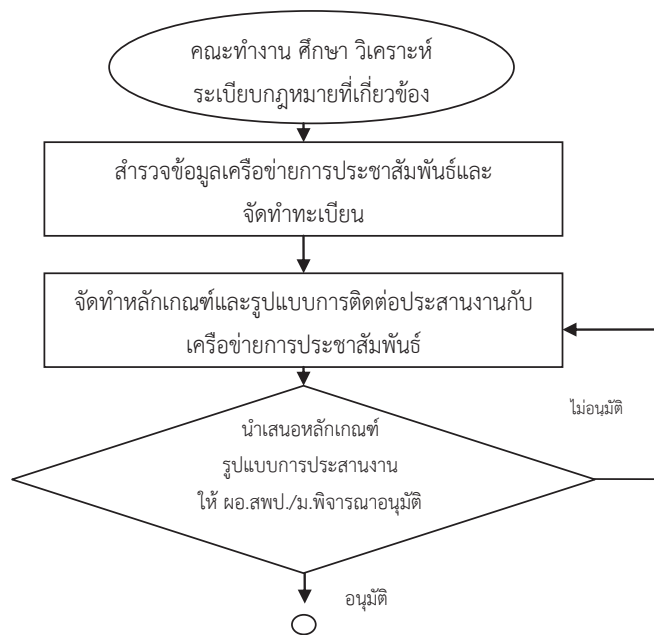 คณะทำงาน ศึกษา วิเคราะห์
ระเบียบกฎหมายที่เกี่ยวข้อง
สำรวจข้อมูลเครือข่ายการประชาสัมพันธ์และ
จัดทำทะเบียน
จัดทำหลักเกณฑ์และรูปแบบการติดต่อประสานงานกับ
เครือข่ายการประชาสัมพันธ์
ไม่อนุมัติ
นำเสนอหลักเกณฑ์
รูปแบบการประสานงาน
ให้ ผอ.สพป./ม.พิจารณาอนุมัติ
อนุมัติ